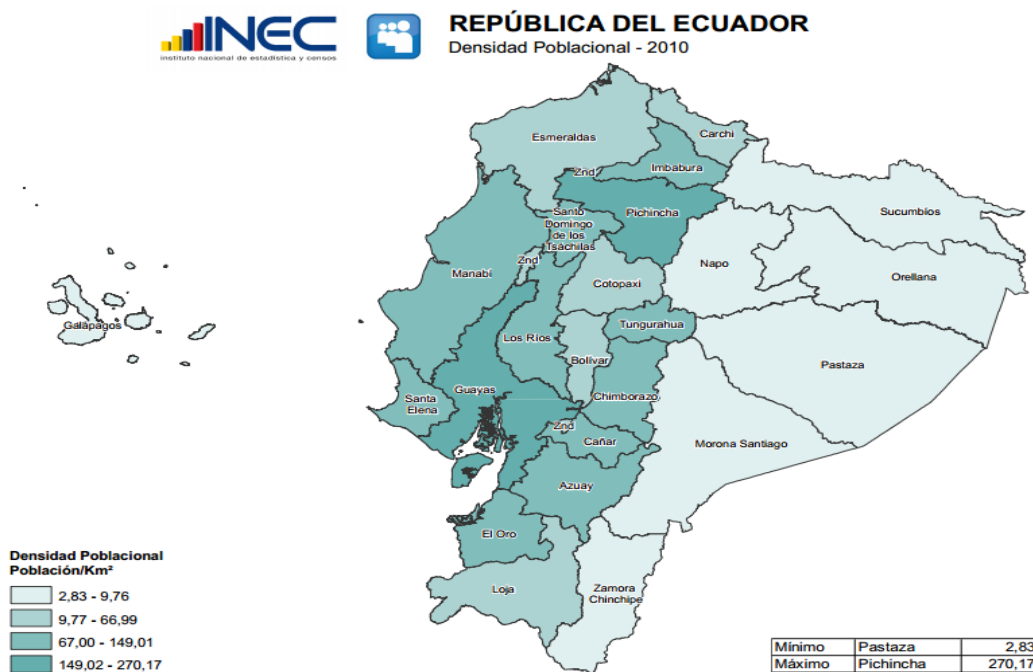 INEC
instituto nacional de estadística y censos
REPÚBLICA DEL ECUADOR
Densidad Poblacional - 2010
Esmeraldas
Carchi
Imbabura
Znd
Pichincha
Sucumbíos
Santo
Domingo
de los
Tsáchilas
Znd
Manabí
Napo
Orellana
Cotopaxi
Galápagos
Tungurahua
Los Ríos
Bolívar
Pastaza
Guayas
Santa
Elena
Chimborazo
Znd
Cañar
Morona Santiago
Azuay
El Oro
Loja
Zamora
Chinchipe
Densidad Poblacional
Población/Km²
2,83 - 9,76
9,77 - 66,99
67,00 - 149,01
149,02 - 270,17
Mínimo Pastaza 2,83
Máximo Pichincha 270,17